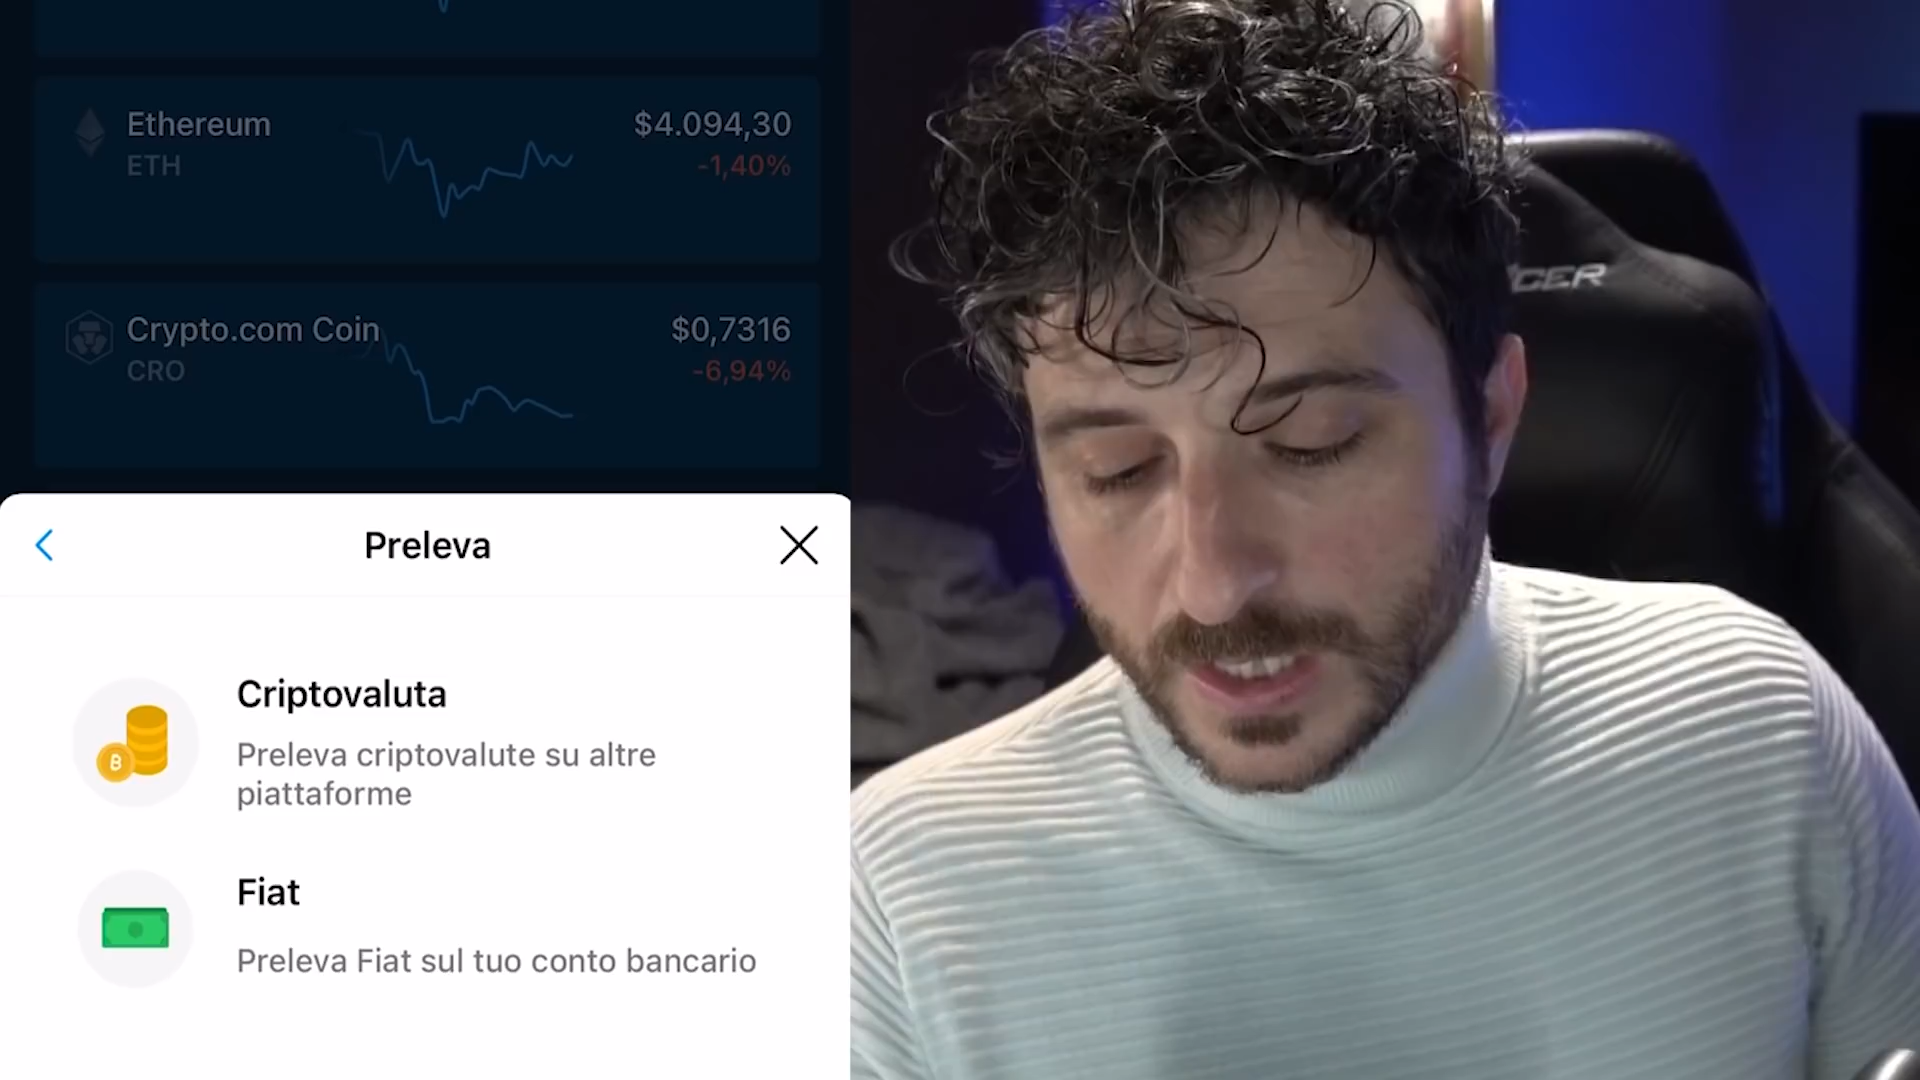 Ethereum
$4.094,30
ETH
-1,40%
Crypto.com Coin
$0,7316
CRO
-6,94%
Preleva
Criptovaluta
Preleva criptovalute su altre
piattaforme
B
Fiat
Preleva Fiat sul tuo conto bancario
CER